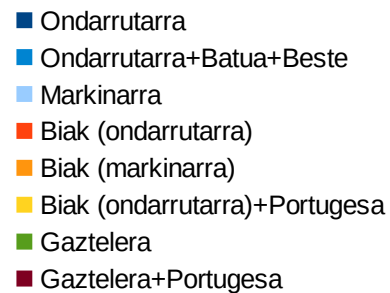 Ondarrutarra
Ondarrutarra+Batua+Beste
Markinarra
Biak (ondarrutarra)
Biak (markinarra)
Biak (ondarrutarra)+Portugesa
Gaztelera
Gaztelera+Portugesa